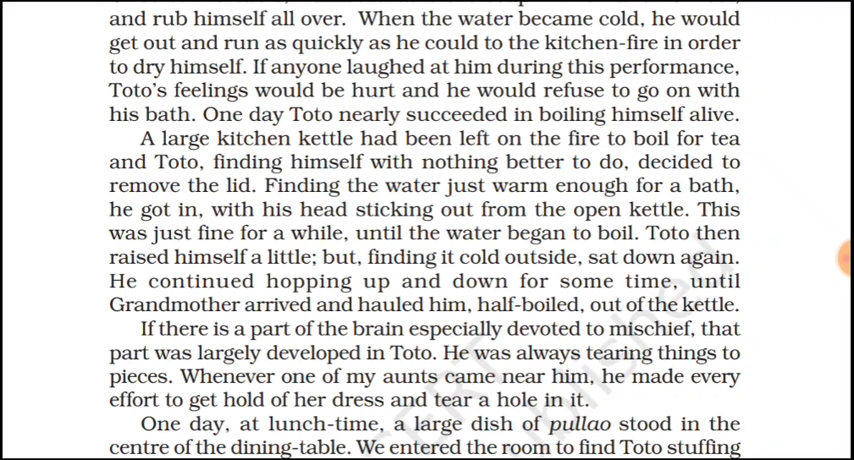 and rub himself all over. When the water became cold, he would
get out and run as quickly as he could to the kitchen-fire in order
to dry himself. If anyone laughed at him during this performance,
Toto's feelings would be hurt and he would refuse to go on with
his bath. One day Toto nearly succeeded in boiling himself alive.
A large kitchen kettle had been left on the fire to boil for tea
and Toto, finding himself with nothing better to do, decided to
remove the lid. Finding the water just warm enough for a bath,
he got in, with his head sticking out from the open kettle. This
was just fine for a while, until the water began to boil. Toto then
raised himself a little; but, finding it cold outside, sat down again.
He continued hopping up and down for some time, until
Grandmother arrived and hauled him, half-boiled, out of the kettle.
If there is a part of the brain especially devoted to mischief, that
part was largely developed in Toto. He was always tearing things to
pieces. Whenever one of my aunts came near him, he made every
effort to get hold of her dress and tear a hole in it.
One day, at lunch-time, a large dish of pullao stood in the
centre of the dining-table. We entered the room to find Toto stuffing